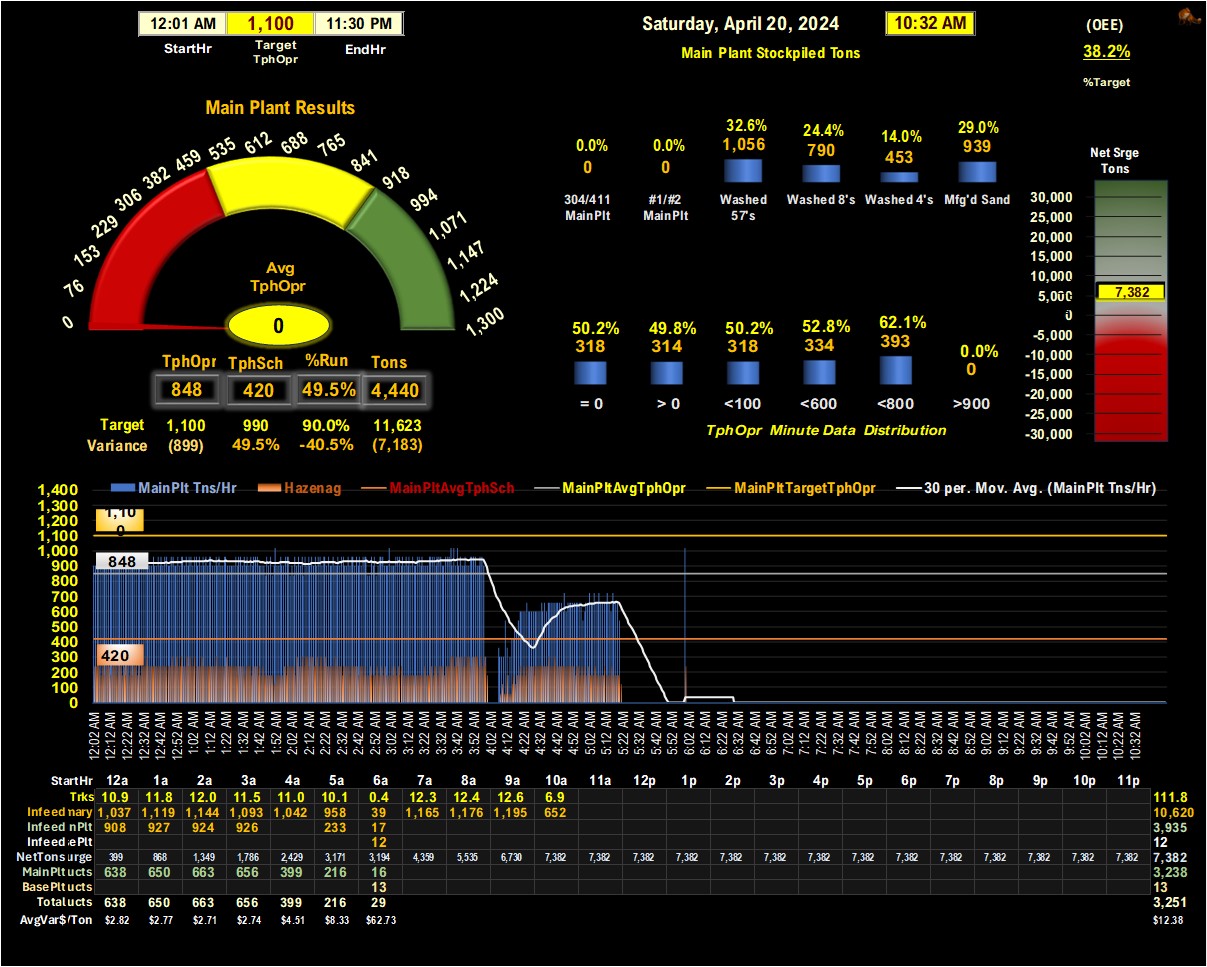 12:01 AM 1,100 11:30 PM
StartHr Target TphOpr EndHr
Saturday, April 20, 2024 10:32 AM
Main Plant Stockpiled Tons
(OEE)
38.2%
%Target
Main Plant Results
0 76 153 229 306 382 459 535 612 688 765 841 918 994 1,071 1,147 1,224 1,300
Avg
TphOpr
0
TphOpr TphSch %Run Tons
848 420 49.5% 4,440
Target 1,100 990 90.0% 11,623
Variance (899) 49.5% -40.5% (7,183)
0.0% 0.0% 32.6% 24.4% 14.0% 29.0%
0 0 1,056 790 453 939
304/411 #1/#2 Washed Washed 8's Washed 4's Mfg'd Sand
MainPlt MainPlt 57's
50.2% 49.8% 50.2% 52.8% 62.1% 0.0%
318 314 318 334 393 0
= 0 > 0 <100 <600 <800 >900
TphOpr Minute Data Distribution
Net Srge
Tons
30,000
25,000
20,000
15,000
10,000
5,000
0
-5,000
-10,000
-15,000
-20,000
-25,000
-30,000
7,382
MainPlt Tns/Hr Hazenag MainPltAvgTphSch MainPltAvgTphOpr MainPltTargetTphOpr 30 per. Mov. Avg. (MainPlt Tns/Hr)
1,400
1,300
1,200
1,100
1,000
900
800
700
600
500
400
300
200
100
0
1,100
848
420
12:02 AM 12:12 AM 12:22 AM 12:32 AM 12:42 AM 12:52 AM 1:02 AM 1:12 AM 1:22 AM 1:32 AM 1:42 AM 1:52 AM 2:02 AM 2:12 AM 2:22 AM 2:32 AM 2:42 AM 2:52 AM 3:02 AM 3:12 AM 3:22 AM 3:32 AM 3:42 AM 3:52 AM 4:02 AM 4:12 AM 4:22 AM 4:32 AM 4:42 AM 4:52 AM 5:02 AM 5:12 AM 5:22 AM 5:32 AM 5:42 AM 5:52 AM 6:02 AM 6:12 AM 6:22 AM 6:32 AM 6:42 AM 6:52 AM 7:02 AM 7:12 AM 7:22 AM 7:32 AM 7:42 AM 7:52 AM 8:02 AM 8:12 AM 8:22 AM 8:32 AM 8:42 AM 8:52 AM 9:02 AM 9:12 AM 9:22 AM 9:32 AM 9:42 AM 9:52 AM 10:02 AM 10:12 AM 10:22 AM 10:32 AM
StartHr 12a 1a 2a 3a 4a 5a 6a 7a 8a 9a 10a 11a 12p 1p 2p 3p 4p 5p 6p 7p 8p 9p 10p 11p
Trks 10.9 11.8 12.0 11.5 11.0 10.1 0.4 12.3 12.4 12.6 6.9 111.8
Infeed mary 1,037 1,119 1,144 1,093 1,042 958 39 1,165 1,176 1,195 652 10,620
Infeed nPlt 908 927 924 926 233 17 3,935
Infeed ePlt 12 12
NetTons urge 399 868 1,349 1,786 2,429 3,171 3,194 4,359 5,535 6,730 7,382 7,382 7,382 7,382 7,382 7,382 7,382 7,382 7,382 7,382 7,382 7,382 7,382 7,382 7,382
MainPlt ucts 638 650 663 656 399 216 16 3,238
BasePlt ucts 13 13
Total ucts 638 650 663 656 399 216 29 3,251
AvgVar$/Ton $2.82 $2.77 $2.71 $2.74 $4.51 $8.33 $62.73 $12.38